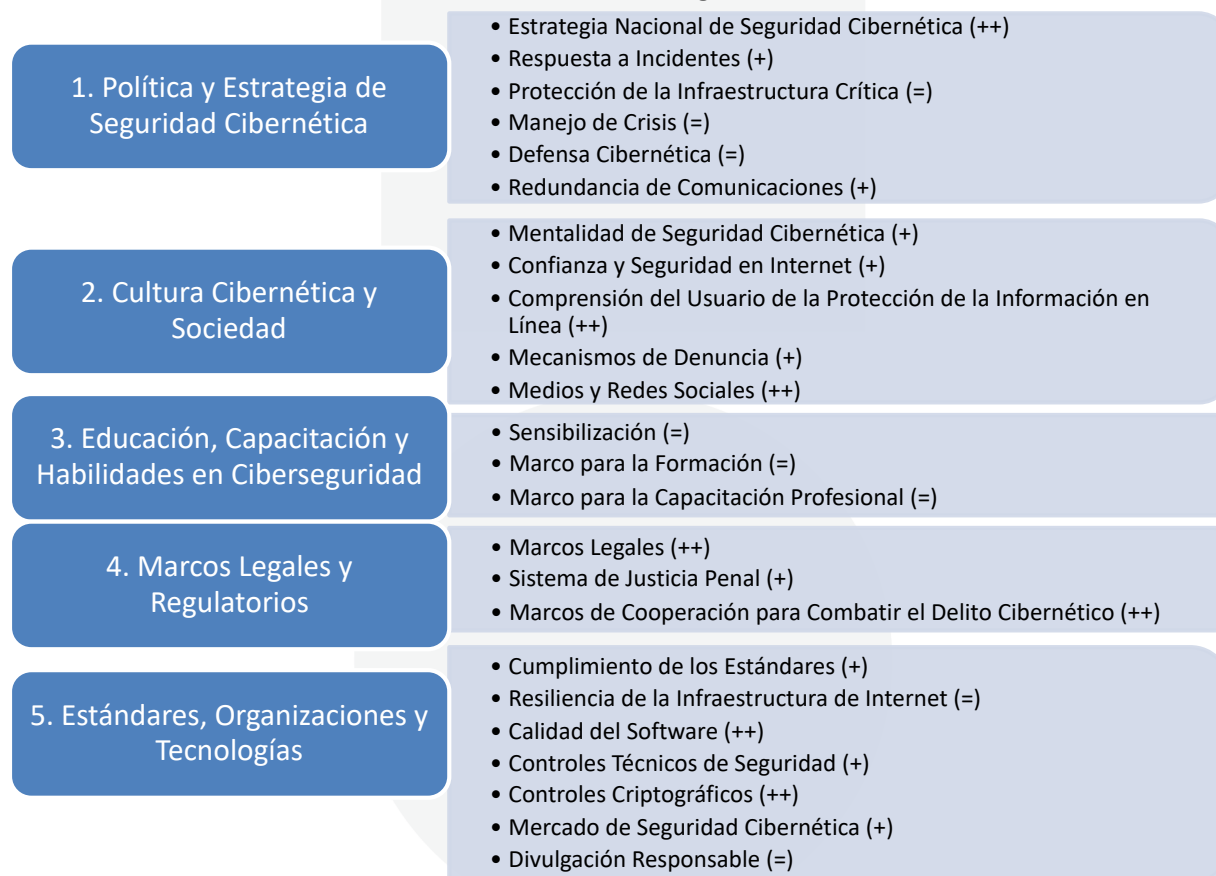 1. Política y Estrategia de
Seguridad Cibernética
• Estrategia Nacional de Seguridad Cibernética (++)
• Respuesta a Incidentes (+)
• Protección de la Infraestructura Crítica (=)
• Manejo de Crisis (=)
• Defensa Cibernética (=)
• Redundancia de Comunicaciones (+)
2. Cultura Cibernética y
Sociedad
• Mentalidad de Seguridad Cibernética (+)
• Confianza y Seguridad en Internet (+)
• Comprensión del Usuario de la Protección de la Información en
Línea (++)
• Mecanismos de Denuncia (+)
• Medios y Redes Sociales (++)
3. Educación, Capacitación y
Habilidades en Ciberseguridad
• Sensibilización (=)
• Marco para la Formación (=)
• Marco para la Capacitación Profesional (=)
4. Marcos Legales y
Regulatorios
• Marcos Legales (++)
• Sistema de Justicia Penal (+)
• Marcos de Cooperación para Combatir el Delito Cibernético (++)
5. Estándares, Organizaciones y
Tecnologías
• Cumplimiento de los Estándares (+)
• Resiliencia de la Infraestructura de Internet (=)
• Calidad del Software (++)
• Controles Técnicos de Seguridad (+)
• Controles Criptográficos (++)
• Mercado de Seguridad Cibernética (+)
• Divulgación Responsable (=)